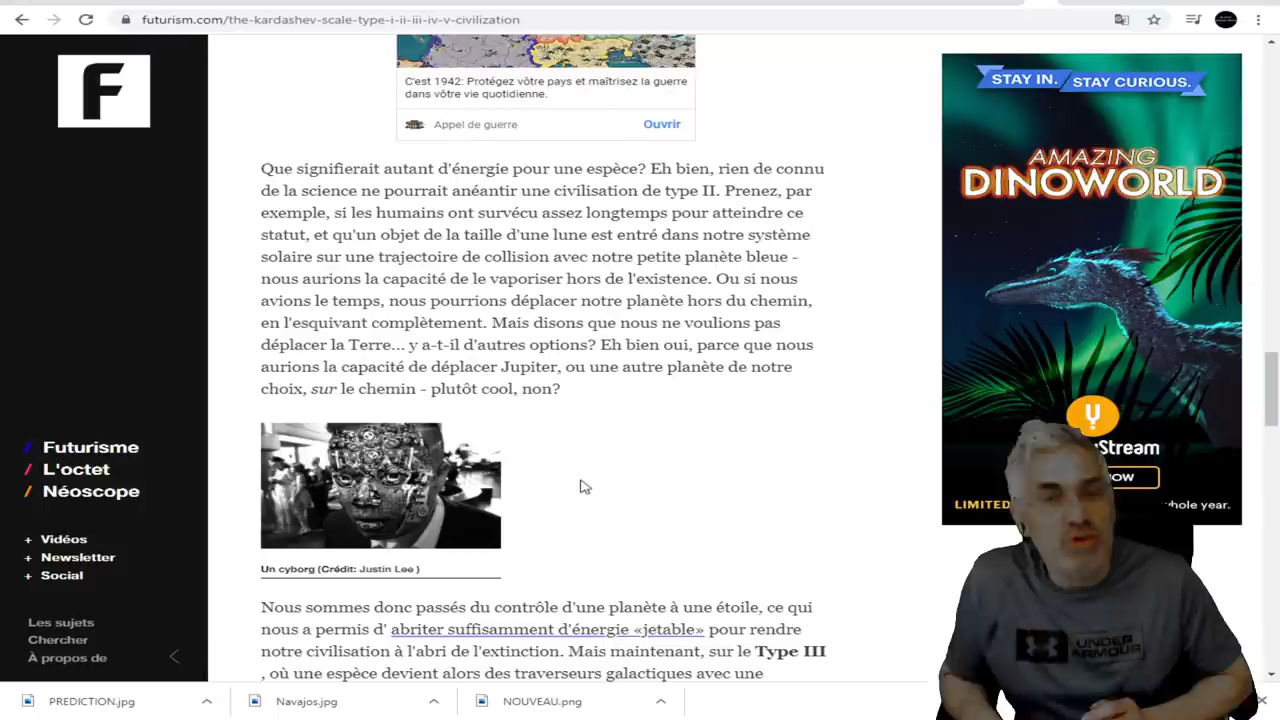 futurism.com/the-kardashev-scale-type-i-ii-iii-iv-v-civilization
F
C'est 1942: Protégez vôtre pays et maîtrisez la guerre
dans vôtre vie quotidienne.
Appel de guerre
Ouvrir
Que signifierait autant d'énergie pour une espèce? Eh bien, rien de connu
de la science ne pourrait anéantir une civilisation de type II. Prenez, par
exemple, si les humains ont survécu assez longtemps pour atteindre ce
statut, et qu'un objet de la taille d'une lune est entré dans notre système
solaire sur une trajectoire de collision avec notre petite planète bleue -
nous aurions la capacité de le vaporiser hors de l'existence. Ou si nous
avions le temps, nous pourrions déplacer notre planète hors du chemin,
en l'esquivant complètement. Mais disons que nous ne voulions pas
déplacer la Terre... y a-t-il d'autres options? Eh bien oui, parce que nous
aurions la capacité de déplacer Jupiter, ou une autre planète de notre
choix, sur le chemin - plutôt cool, non?
Un cyborg (Crédit: Justin Lee )
Nous sommes donc passés du contrôle d'une planète à une étoile, ce qui
nous a permis d' abriter suffisamment d'énergie «jetable» pour rendre
notre civilisation à l'abri de l'extinction. Mais maintenant, sur le Type III
, où une espèce devient alors des traverseurs galactiques avec une
/ Futurisme
/ L'octet
/ Néoscope
+ Vidéos
+ Newsletter
+ Social
Les sujets
Chercher
À propos de
STAY IN. STAY CURIOUS.
AMAZING
DINOWORLD
Stream
LIMITED
whole year.
UNDER
ARMOUR
PREDICTION.jpg
Navajos.jpg
NOUVEAU.png